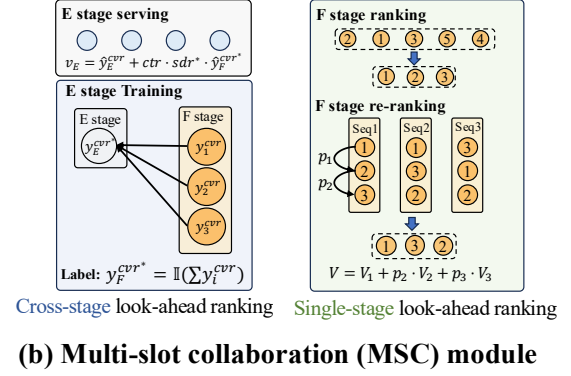 E stage serving
v_E = ŷ_E^{cvr} + ctr · sdr* · ŷ_F^{cvr*}
E stage Training
E stage
F stage
y_E^{cvr*}
y_1^{cvr}
y_2^{cvr}
y_3^{cvr}
Label: y_F^{cvr*} = 𝕀(∑y_i^{cvr})
Cross-stage look-ahead ranking
F stage ranking
2 1 3 5 4
1 2 3
F stage re-ranking
Seq1 Seq2 Seq3
1 1 3
p_1
2 2 1
p_2
3 3 2
1 3 2
V = V_1 + p_2 · V_2 + p_3 · V_3
Single-stage look-ahead ranking
(b) Multi-slot collaboration (MSC) module